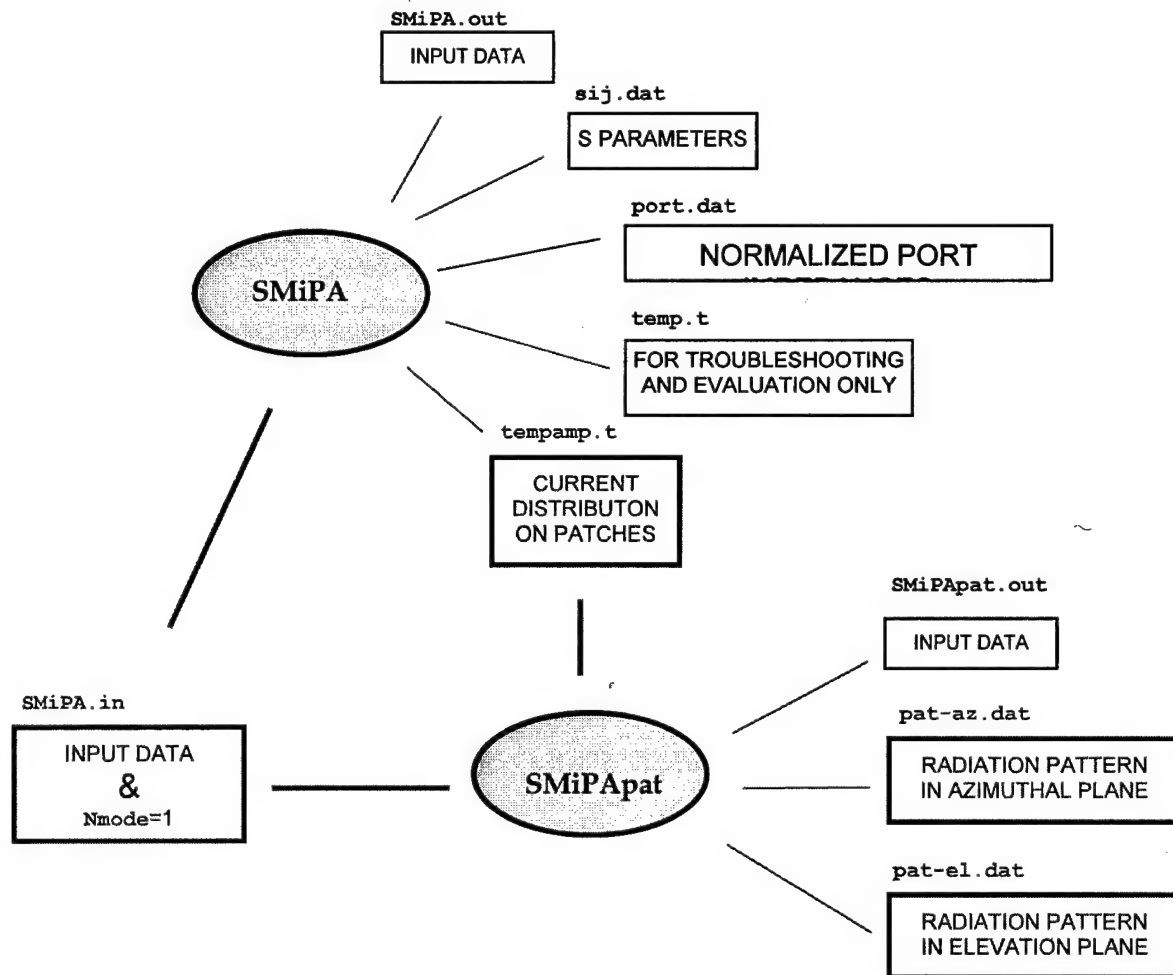 SMiPA.out
INPUT DATA
sij.dat
S PARAMETERS
port.dat
NORMALIZED PORT
SMiPA
temp.t
FOR TROUBLESHOOTING
AND EVALUATION ONLY
tempamp.t
CURRENT
DISTRIBUTON
ON PATCHES
SMiPApat.out
INPUT DATA
SMiPA.in
INPUT DATA
&
Nmode=1
SMiPApat
pat-az.dat
RADIATION PATTERN
IN AZIMUTHAL PLANE
pat-el.dat
RADIATION PATTERN
IN ELEVATION PLANE